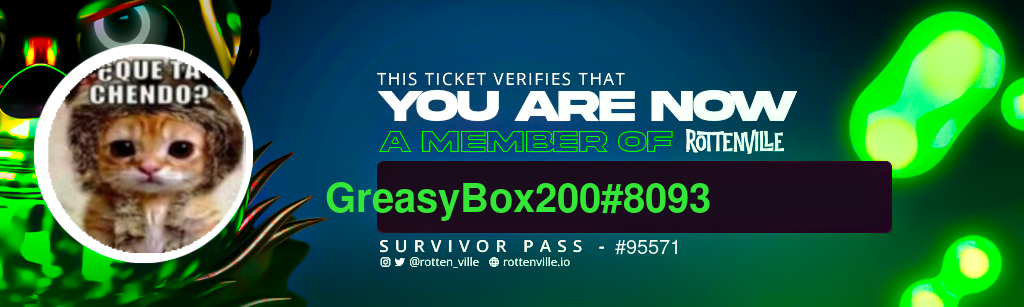 ¿QUE TA
CHENDO?
THIS TICKET VERIFIES THAT
YOU ARE NOW
A MEMBER OF ROTTENVILLE
GreasyBox200#8093
SURVIVOR PASS - #95571
@rotten_ville rottenville.io